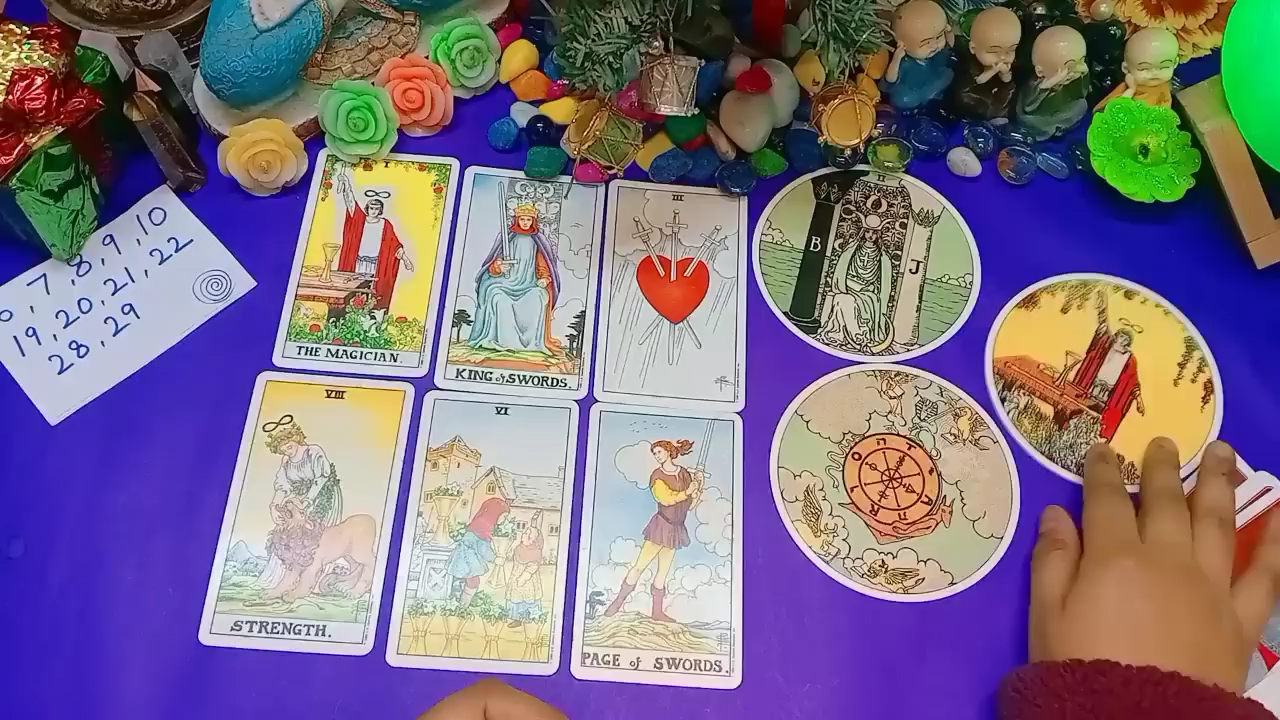 6, 7, 8, 9, 10
19, 20, 21, 22
28, 29
I
THE MAGICIAN.
KING of SWORDS.
III
B
J
VIII
STRENGTH.
VI
PAGE of SWORDS.